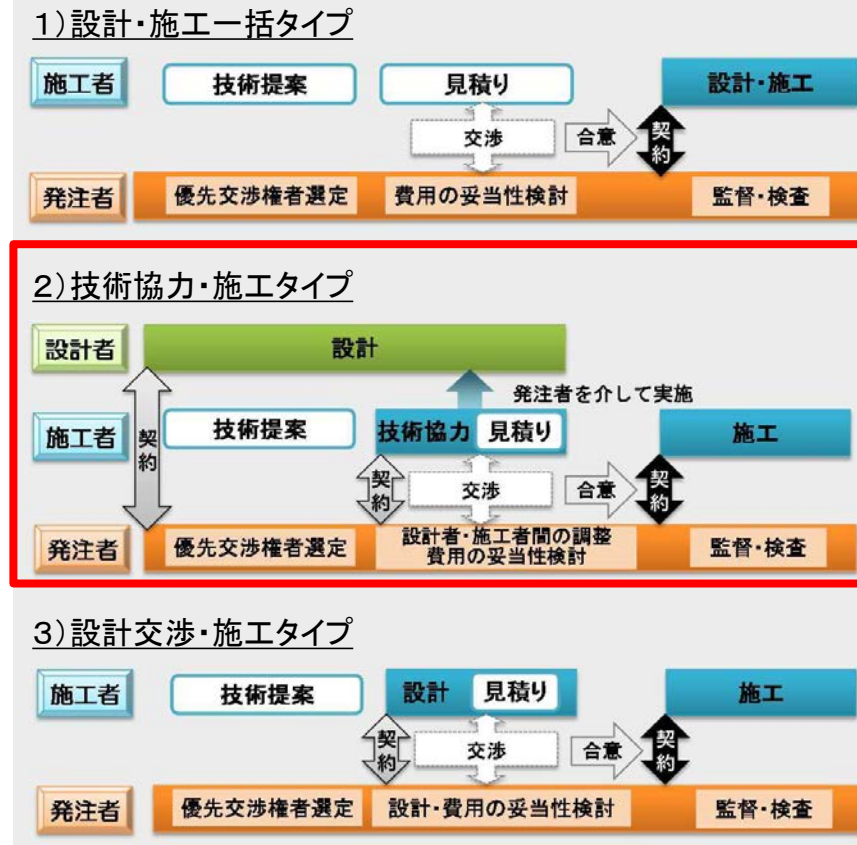 1)設計・施工一括タイプ
施工者 技術提案 見積り 設計・施工
交渉 合意 契約
発注者 優先交渉権者選定 費用の妥当性検討 監督・検査
2)技術協力・施工タイプ
設計者 設計
発注者を介して実施
施工者 契約 技術提案 技術協力 見積り 施工
契約 交渉 合意 契約
発注者 優先交渉権者選定 設計者・施工者間の調整
費用の妥当性検討 監督・検査
3)設計交渉・施工タイプ
施工者 技術提案 設計 見積り 施工
契約 交渉 合意 契約
発注者 優先交渉権者選定 設計・費用の妥当性検討 監督・検査